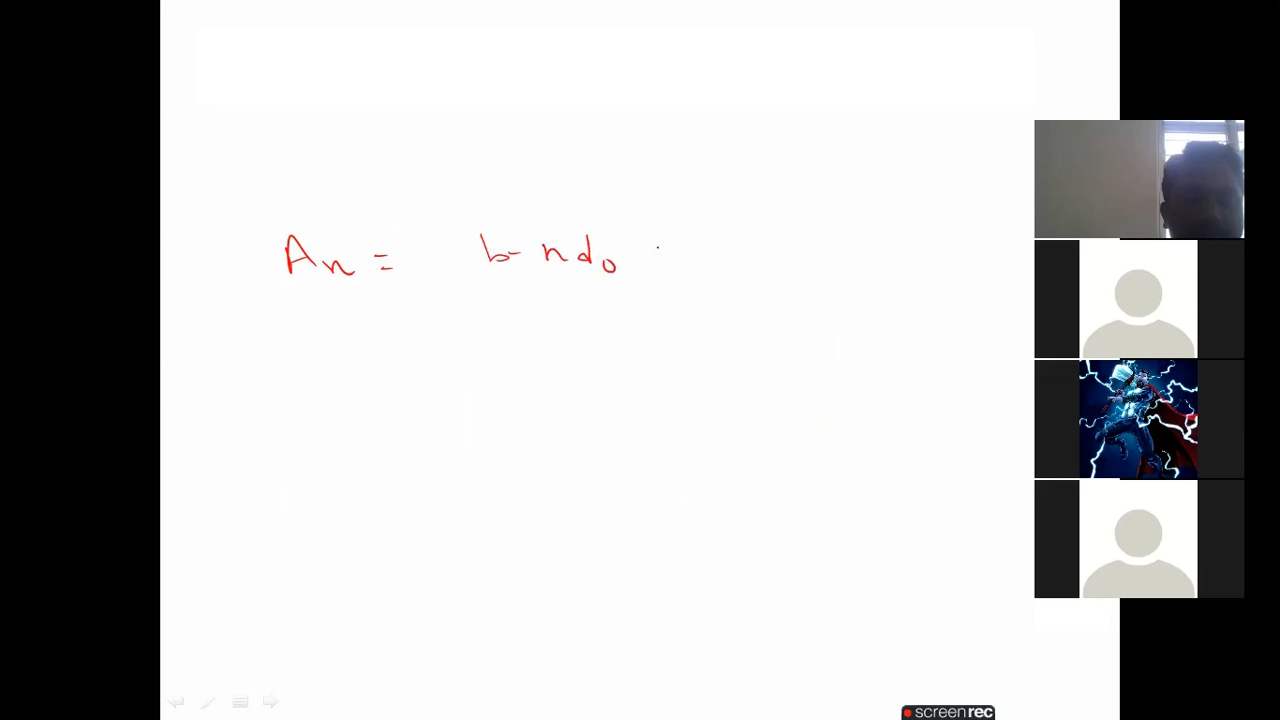 An = b- nd0
screenrec